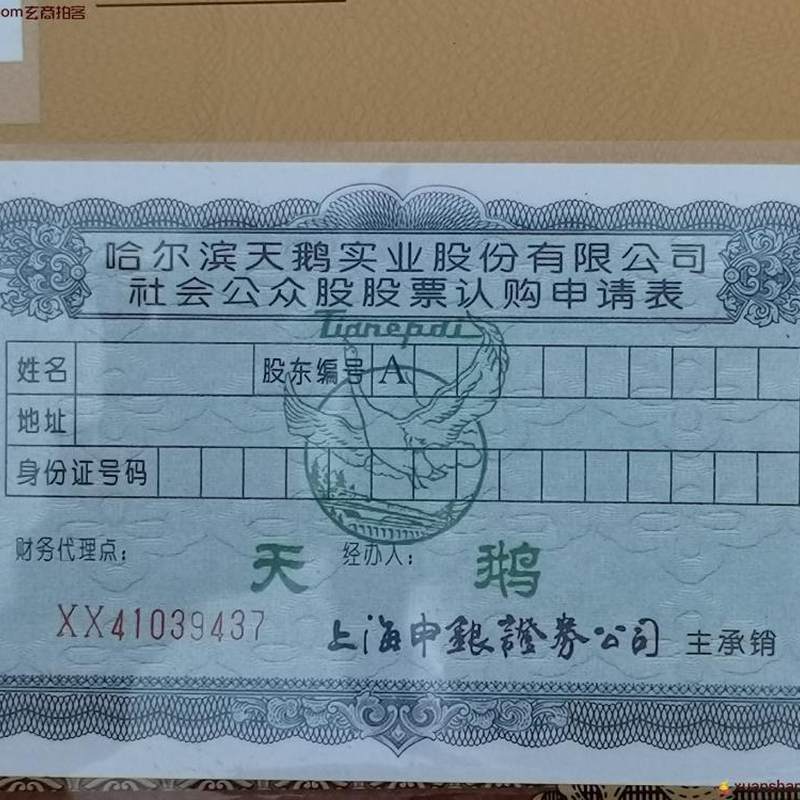 om玄商拍客
哈尔滨天鹅实业股份有限公司
社会公众股股票认购申请表
姓名 股东编号 A
地址
身份证号码
财务代理点： 经办人：
天鹅
XX41039437
上海申銀證券公司 主承销
xuanshan